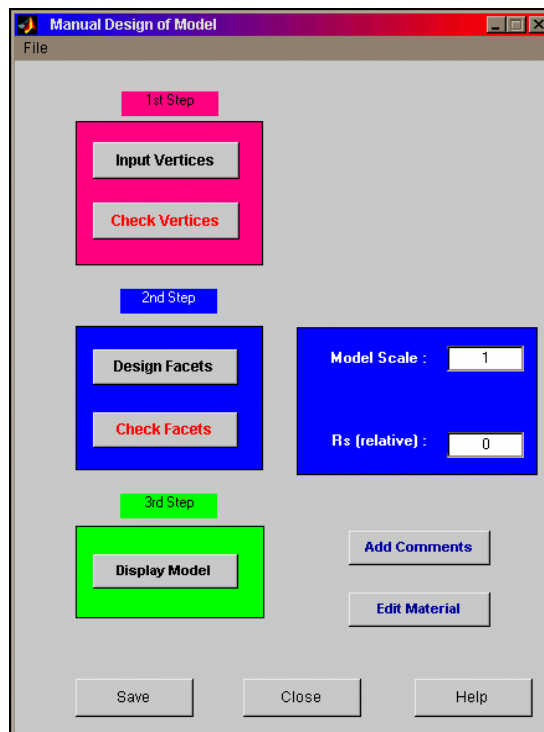 Manual Design of Model
File
1st Step
Input Vertices
Check Vertices
2nd Step
Design Facets
Check Facets
Model Scale :
1
Rs (relative) :
0
3rd Step
Display Model
Add Comments
Edit Material
Save
Close
Help